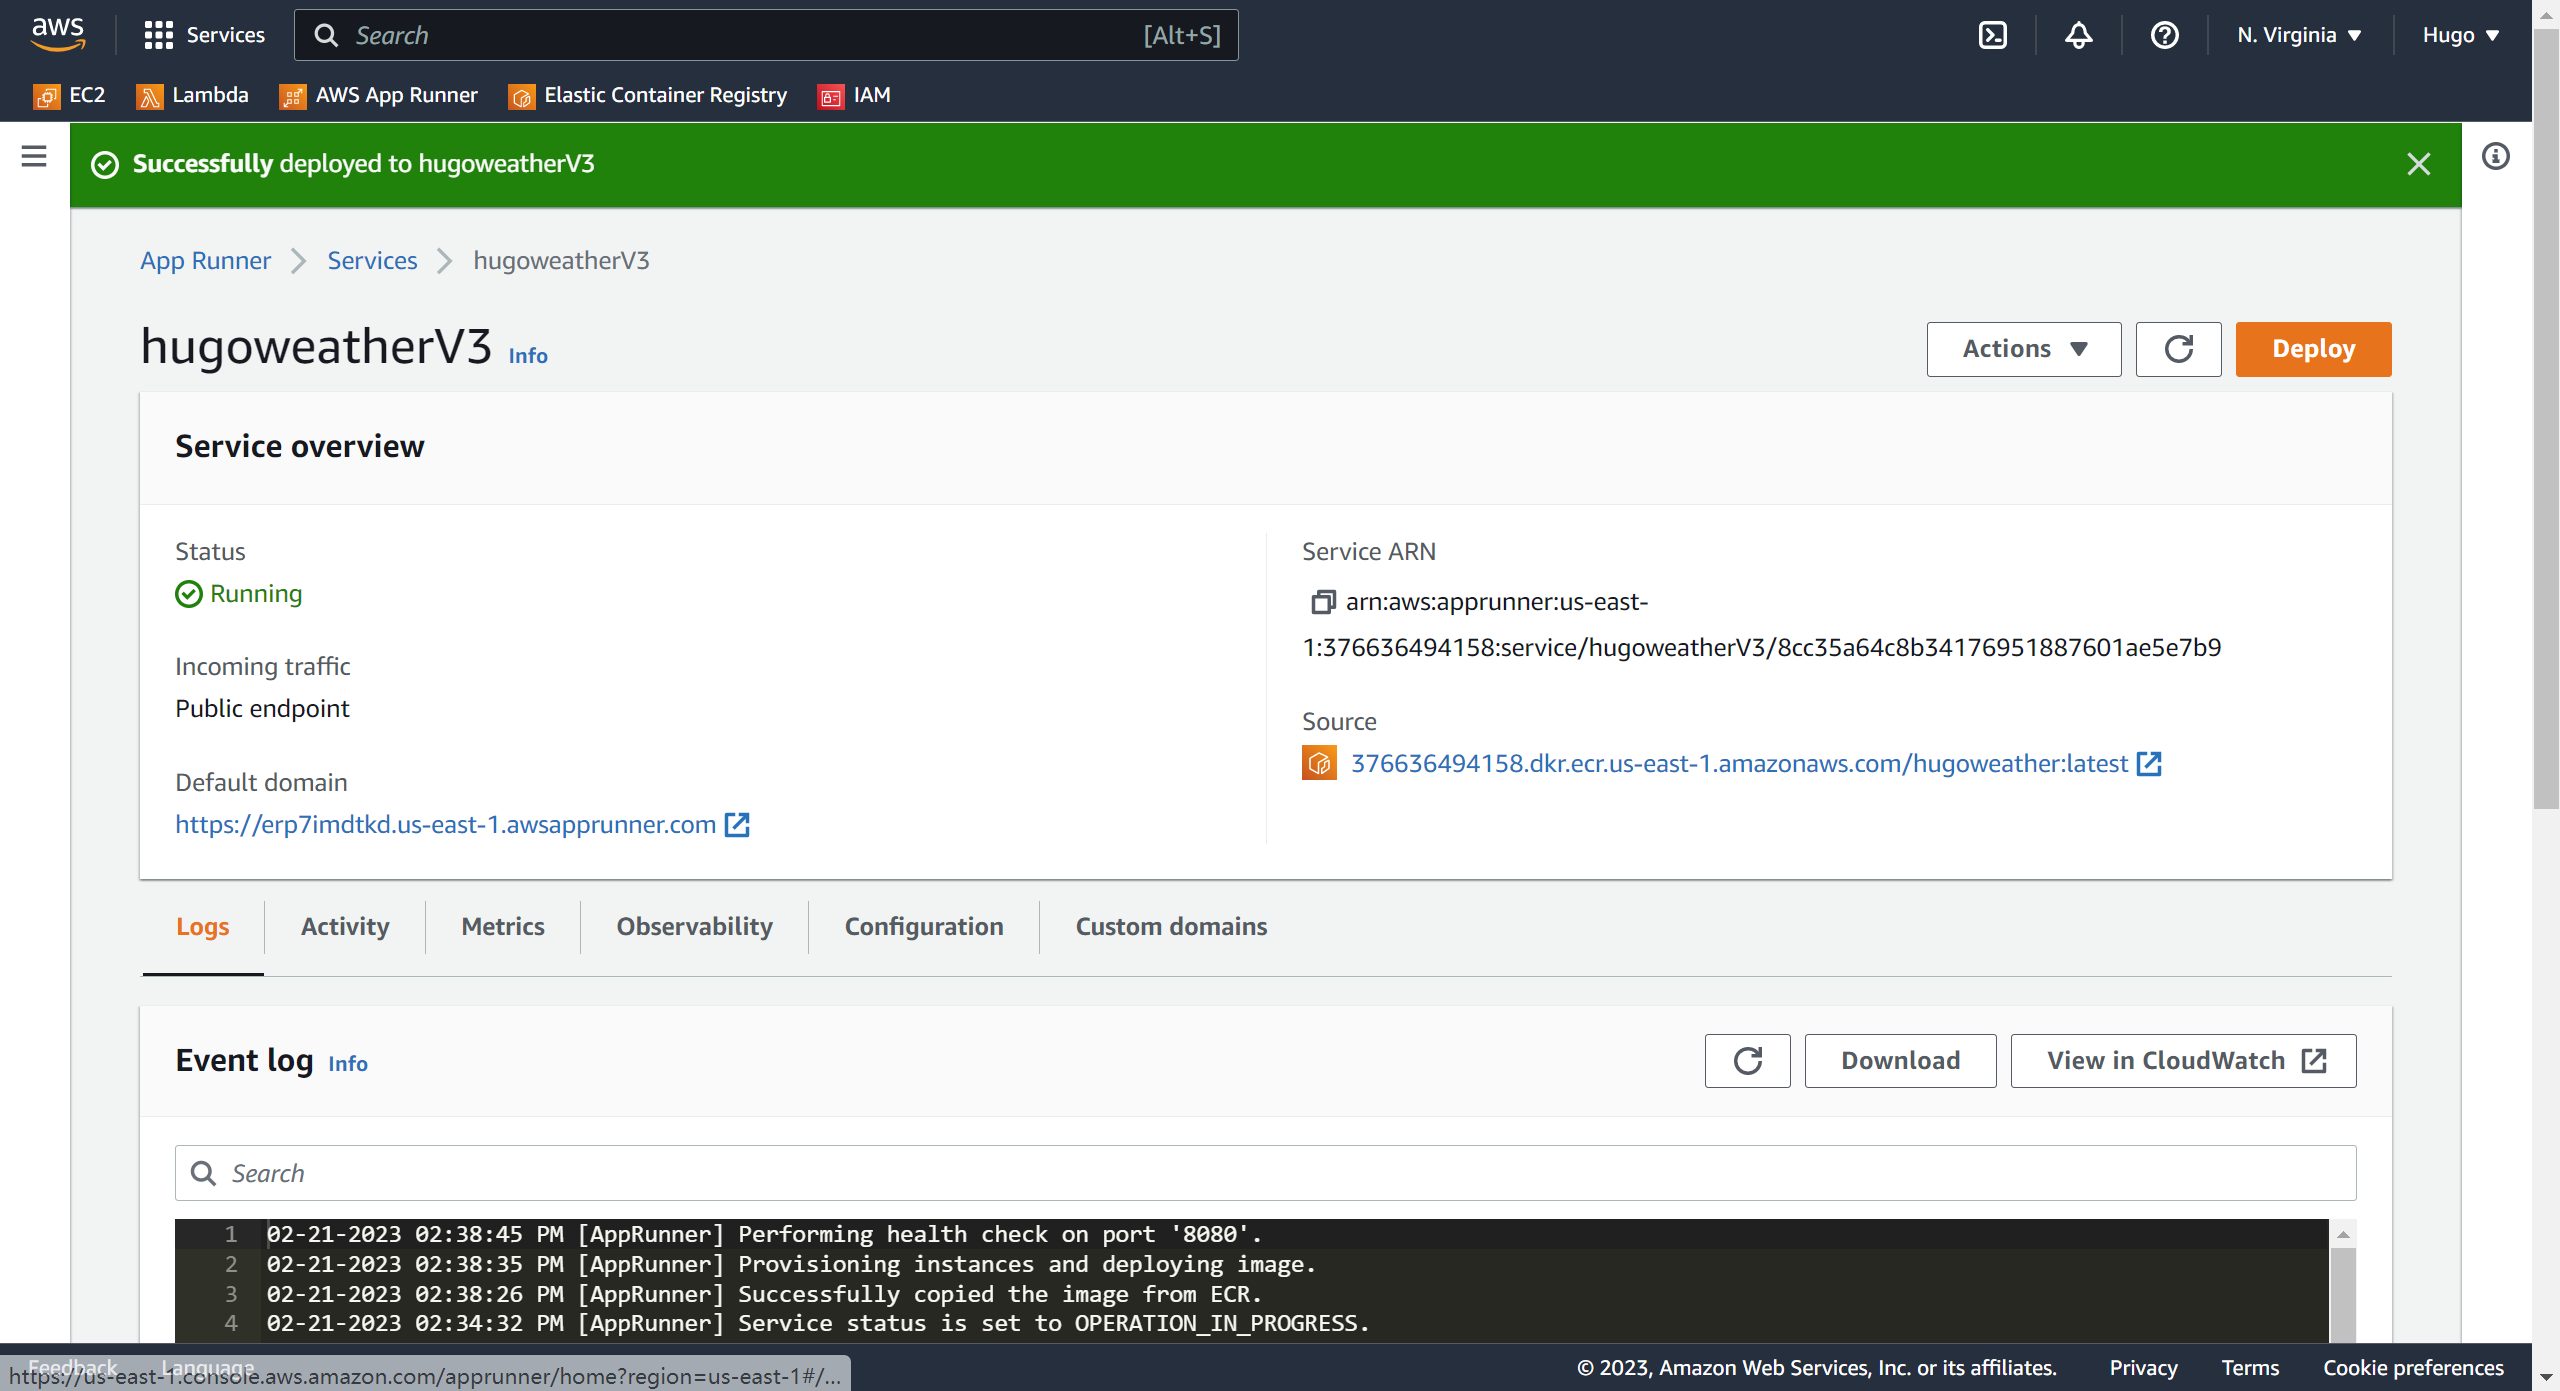 aws
Services
Search
[Alt+S]
N. Virginia
Hugo
EC2
Lambda
AWS App Runner
Elastic Container Registry
IAM
Successfully deployed to hugoweatherV3
App Runner
Services
hugoweatherV3
hugoweatherV3 Info
Actions
Deploy
Service overview
Status
Running
Incoming traffic
Public endpoint
Default domain
https://erp7imdtkd.us-east-1.awsapprunner.com
Service ARN
arn:aws:apprunner:us-east-
1:376636494158:service/hugoweatherV3/8cc35a64c8b34176951887601ae5e7b9
Source
376636494158.dkr.ecr.us-east-1.amazonaws.com/hugoweather:latest
Logs
Activity
Metrics
Observability
Configuration
Custom domains
Event log Info
Download
View in CloudWatch
Search
1 02-21-2023 02:38:45 PM [AppRunner] Performing health check on port '8080'.
2 02-21-2023 02:38:35 PM [AppRunner] Provisioning instances and deploying image.
3 02-21-2023 02:38:26 PM [AppRunner] Successfully copied the image from ECR.
4 02-21-2023 02:34:32 PM [AppRunner] Service status is set to OPERATION_IN_PROGRESS.
Feedback
Language
https://us-east-1.console.aws.amazon.com/apprunner/home?region=us-east-1#/...
© 2023, Amazon Web Services, Inc. or its affiliates.
Privacy
Terms
Cookie preferences